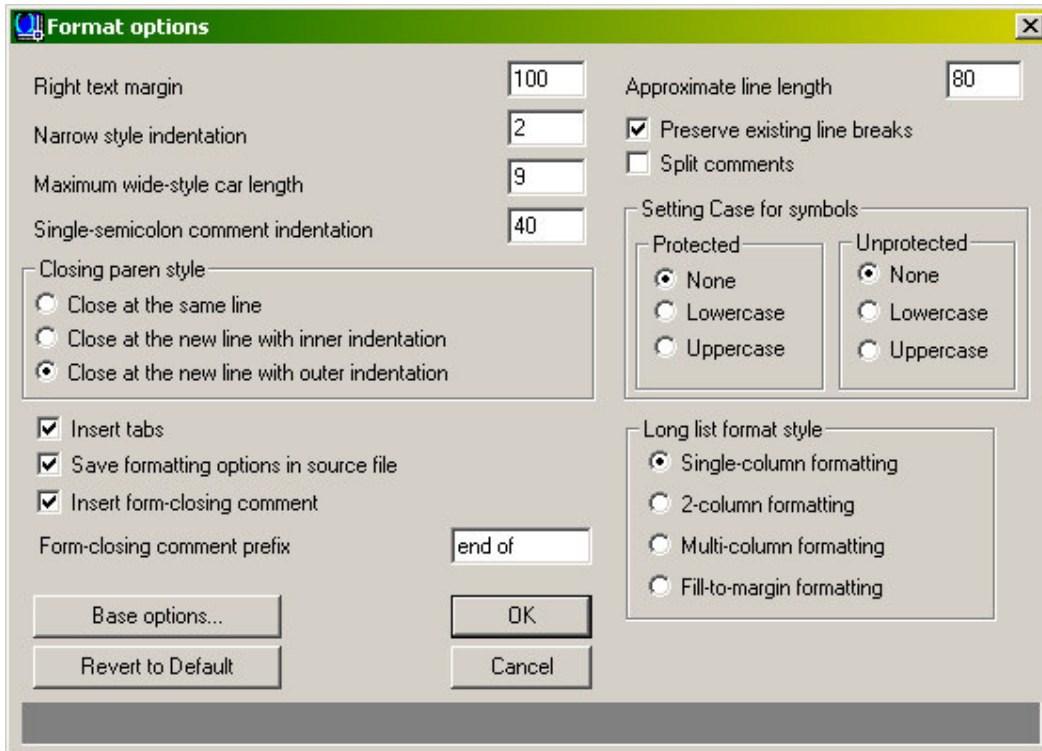 Format options
Right text margin 100
Narrow style indentation 2
Maximum wide-style car length 9
Single-semicolon comment indentation 40
Closing paren style
Close at the same line
Close at the new line with inner indentation
Close at the new line with outer indentation
Insert tabs
Save formatting options in source file
Insert form-closing comment
Form-closing comment prefix end of
Base options... OK
Revert to Default Cancel
Approximate line length 80
Preserve existing line breaks
Split comments
Setting Case for symbols
Protected
None
Lowercase
Uppercase
Unprotected
None
Lowercase
Uppercase
Long list format style
Single-column formatting
2-column formatting
Multi-column formatting
Fill-to-margin formatting